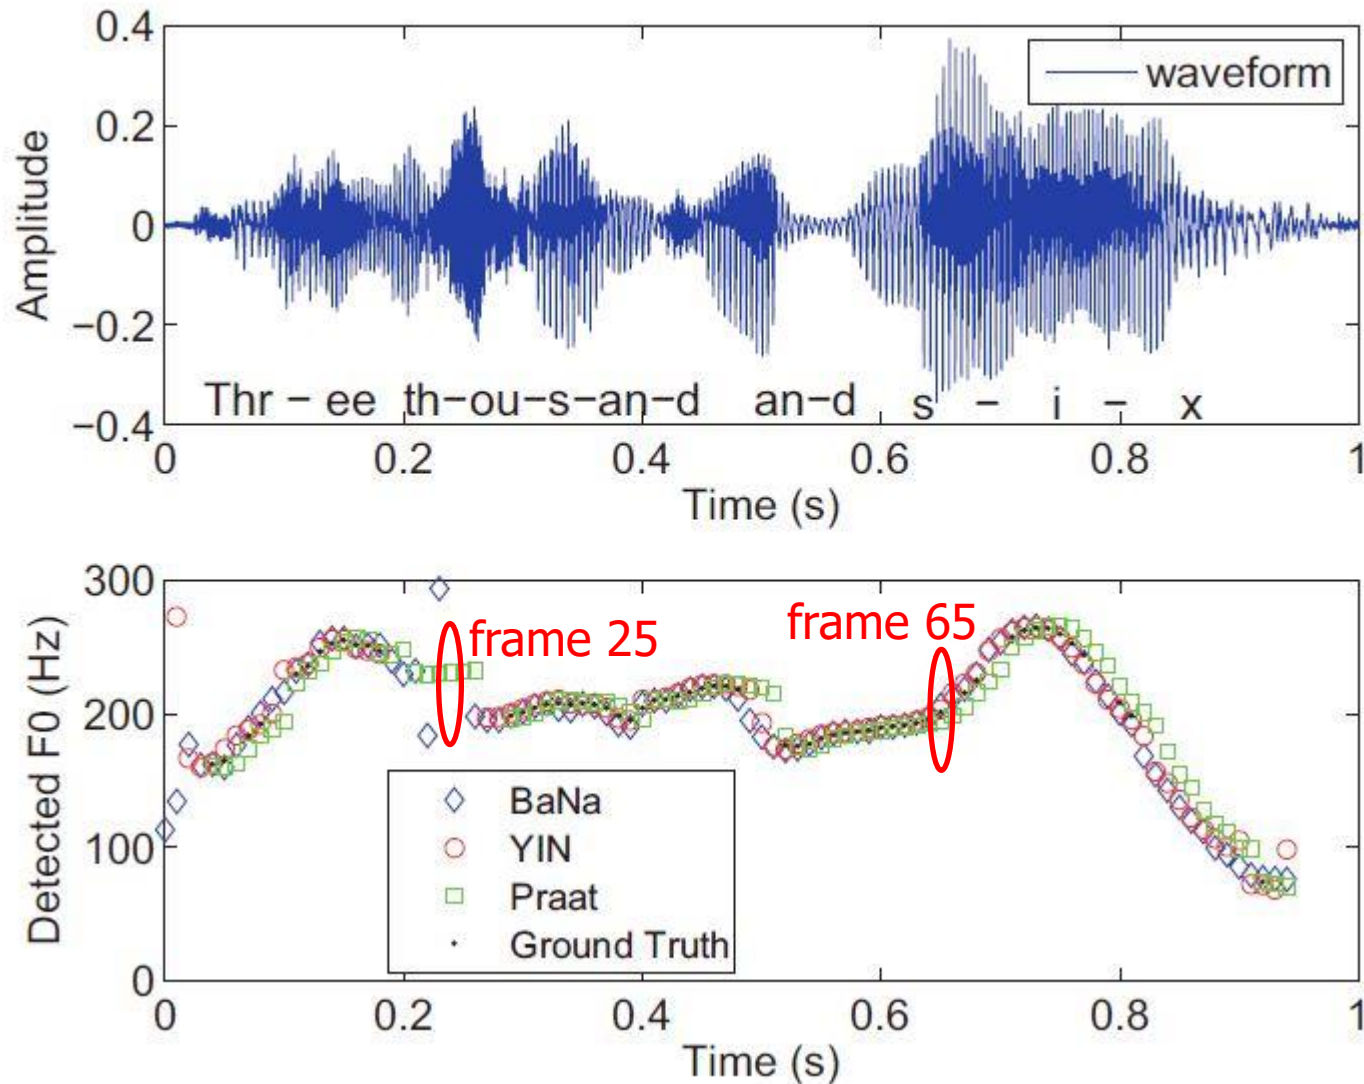 0.4
waveform
0.2
0
−0.2
−0.4
Amplitude
Thr − ee th−ou−s−an−d an−d s − i − x
0 0.2 0.4 0.6 0.8 1
Time (s)
300
200
100
0
Detected F0 (Hz)
frame 25
frame 65
BaNa
YIN
Praat
Ground Truth
0 0.2 0.4 0.6 0.8 1
Time (s)